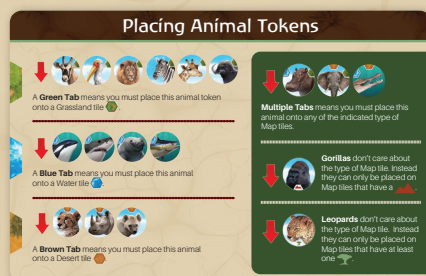 Placing Animal Tokens
A Green Tab means you must place this animal token
onto a Grassland tile .
A Blue Tab means you must place this animal
onto a Water tile .
A Brown Tab means you must place this animal
onto a Desert tile .
Multiple Tabs means you must place this
animal onto any of the indicated type of
Map tiles.
Gorillas don't care about
the type of Map tile. Instead
they can only be placed on
Map tiles that have a .
Leopards don't care about
the type of Map tile. Instead
they can only be placed on
Map tiles that have at least
one .